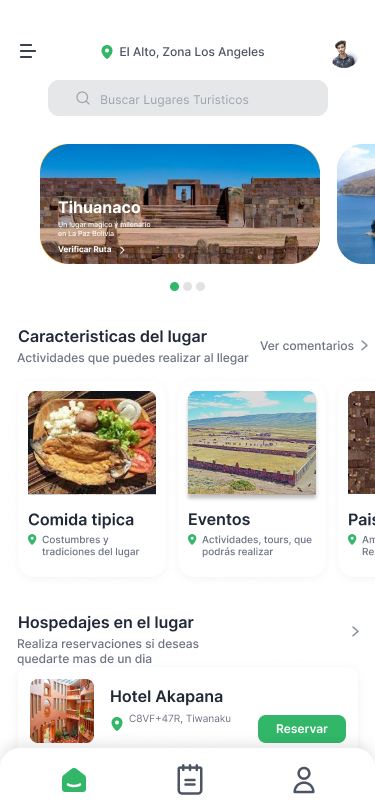 El Alto, Zona Los Angeles
Buscar Lugares Turisticos
Tihuanaco
Un lugar magico y milenario
en La Paz Bolivia
Verificar Ruta
Caracteristicas del lugar
Ver comentarios
Actividades que puedes realizar al llegar
Comida tipica
Costumbres y
tradiciones del lugar
Eventos
Actividades, tours, que
podrás realizar
Pais
Am
Re
Hospedajes en el lugar
Realiza reservaciones si deseas
quedarte mas de un dia
Hotel Akapana
C8VF+47R, Tiwanaku
Reservar